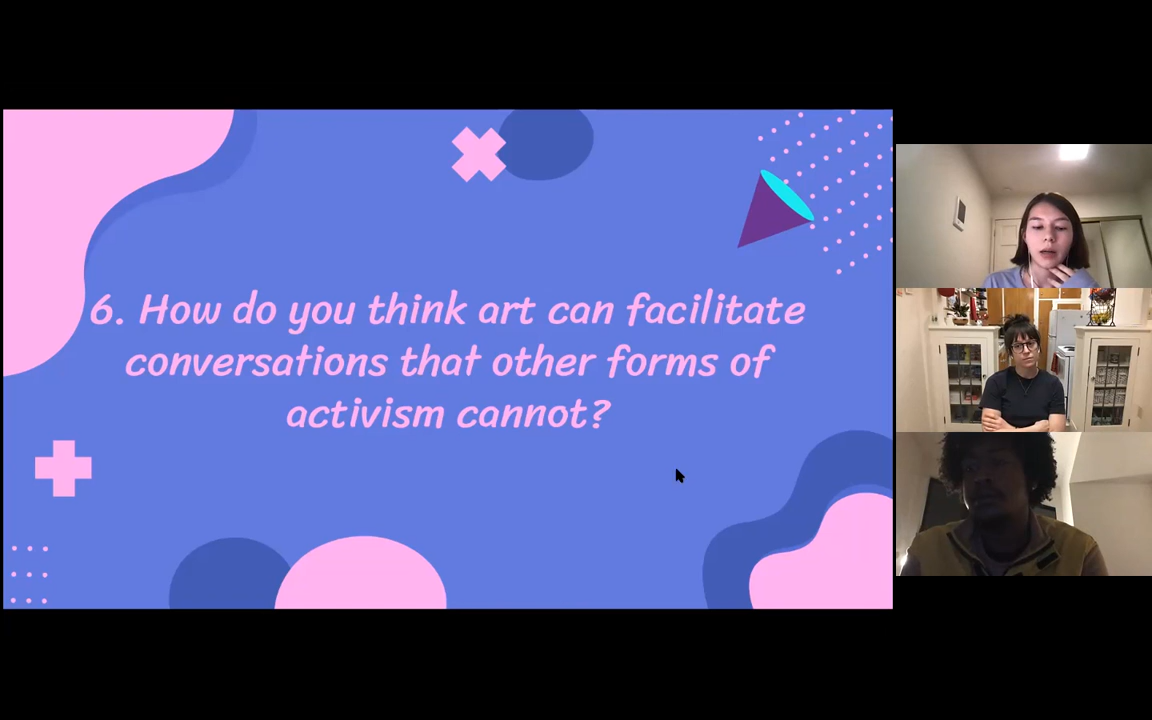 6. How do you think art can facilitate
conversations that other forms of
activism cannot?